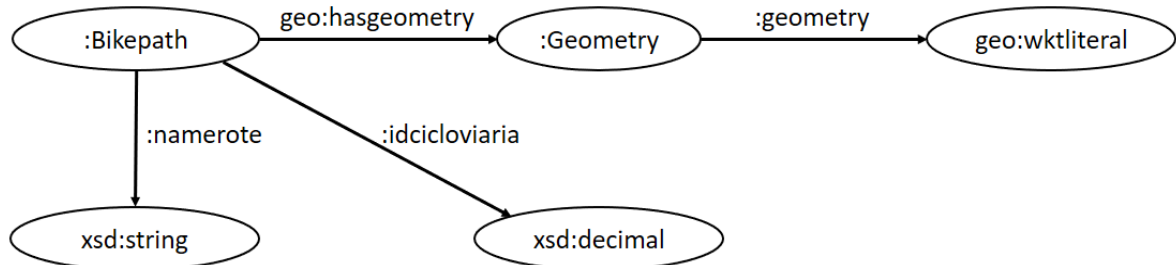 geo:hasgeometry
:geometry
:Bikepath
:Geometry
geo:wktliteral
:namerote
:idcicloviaria
xsd:string
xsd:decimal